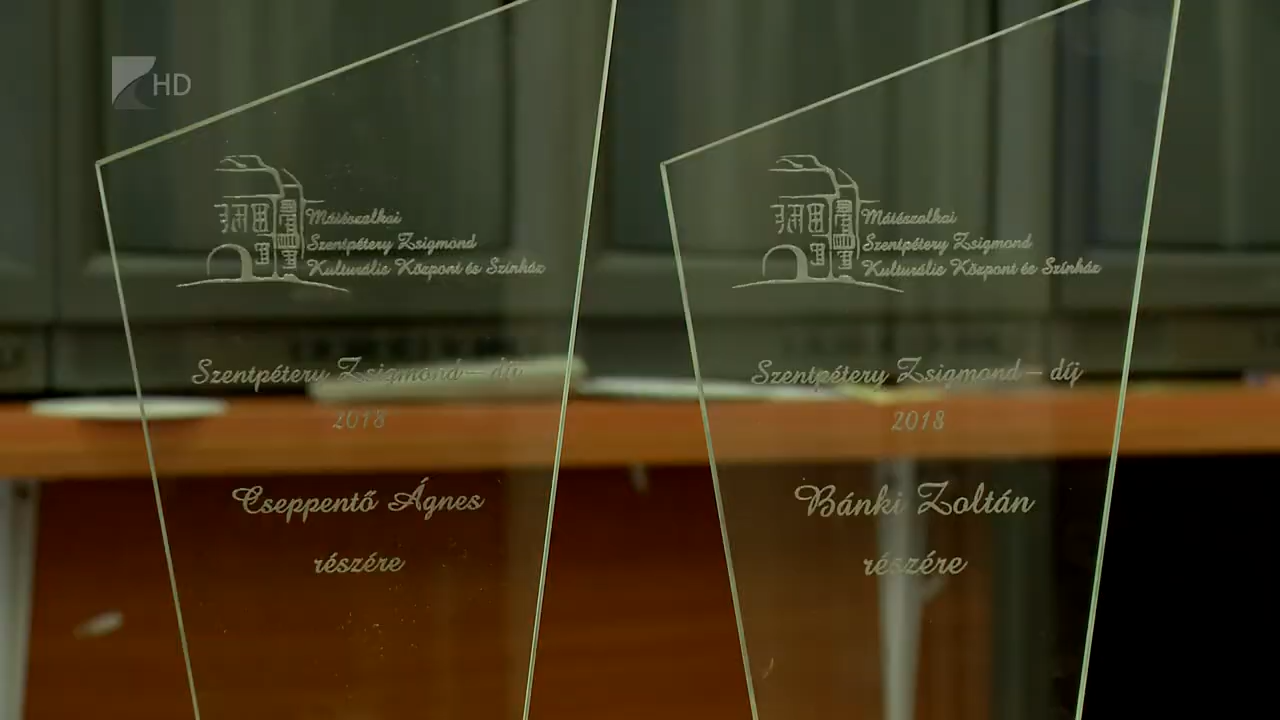 HD
Mátészalkai
Szentpétery Zsigmond
Kulturális Központ és Színház
Szentpétery Zsigmond – díj
2018
Cseppentő Ágnes
részére
Mátészalkai
Szentpétery Zsigmond
Kulturális Központ és Színház
Szentpétery Zsigmond – díj
2018
Bánki Zoltán
részére